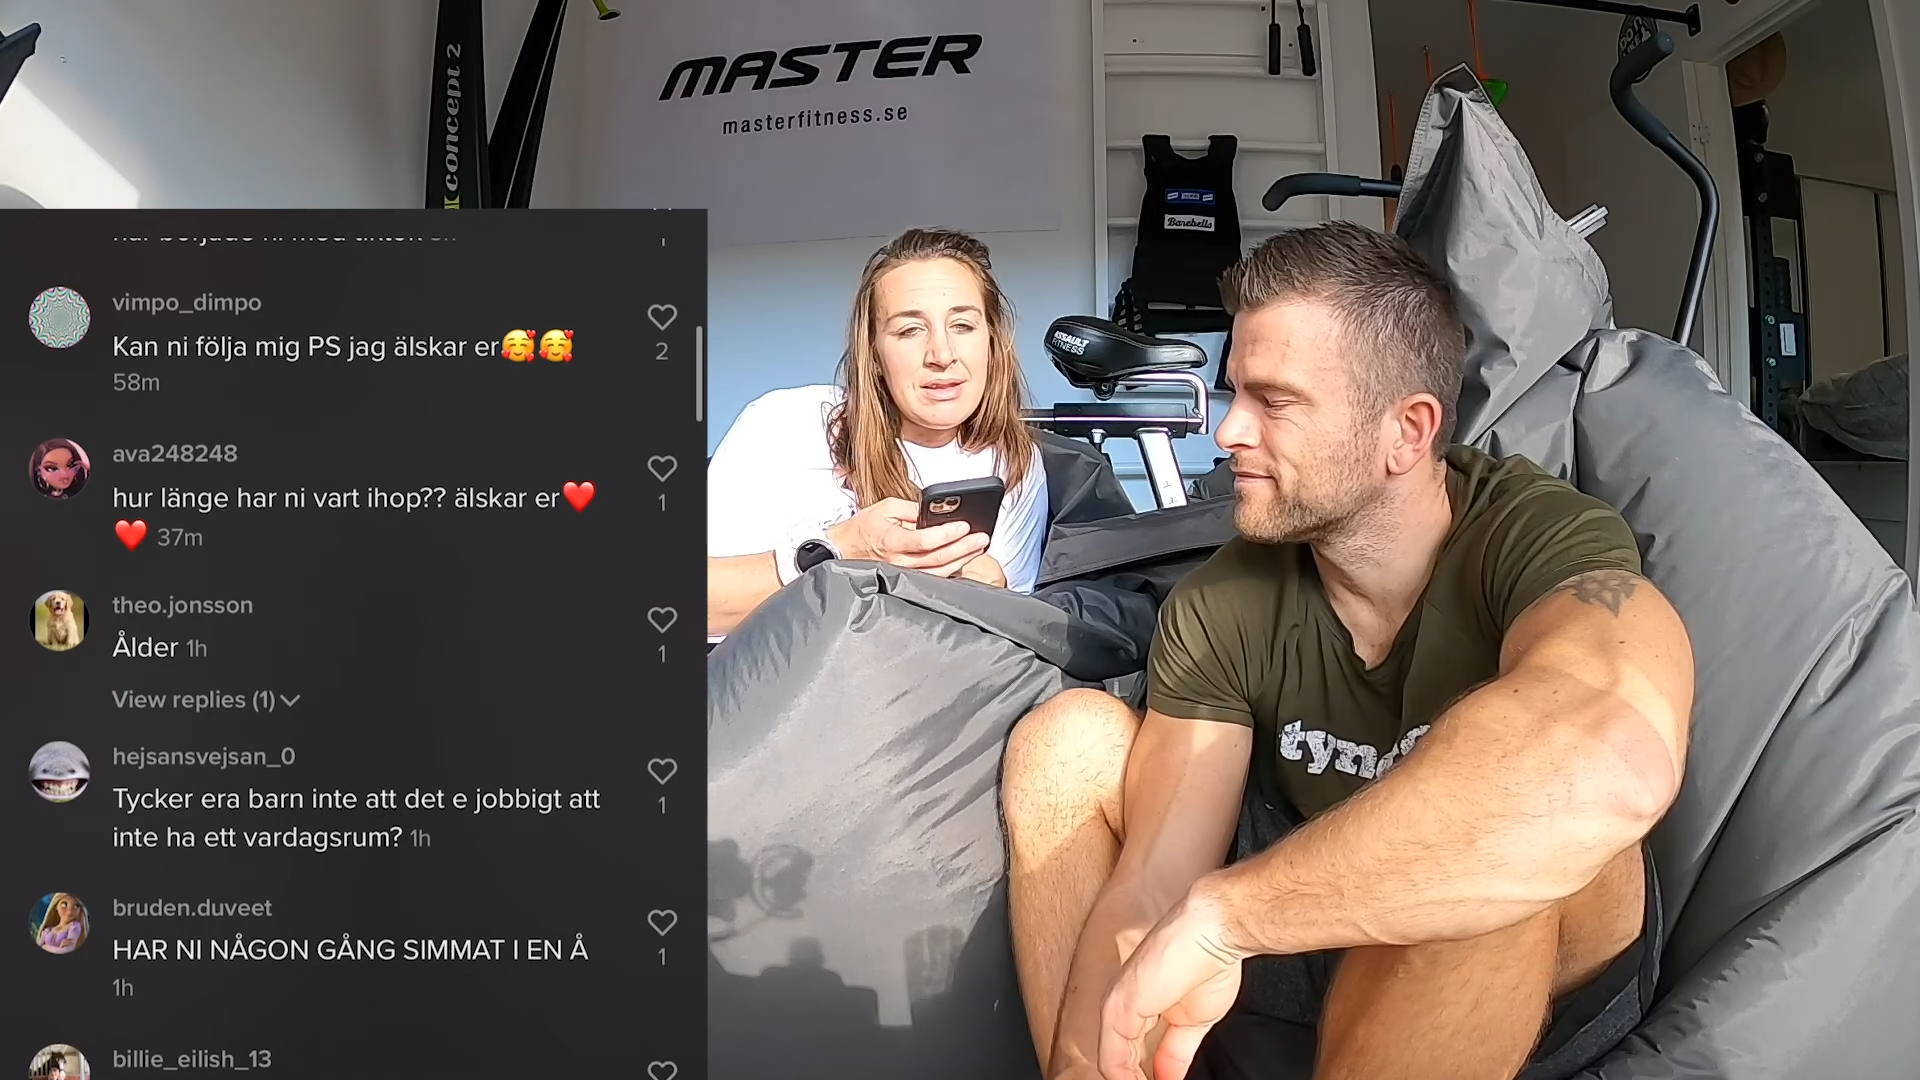 MASTER
masterfitness.se
concept 2
Barebells
ASSAULT
FITNESS
vimpo_dimpo
Kan ni följa mig PS jag älskar er🥰🥰
58m
2
ava248248
hur länge har ni vart ihop?? älskar er❤️
❤️ 37m
1
theo.jonsson
Ålder 1h
1
View replies (1)
hejsansvejsan_0
Tycker era barn inte att det e jobbigt att
inte ha ett vardagsrum? 1h
1
bruden.duveet
HAR NI NÅGON GÅNG SIMMAT I EN Å
1h
1
billie_eilish_13